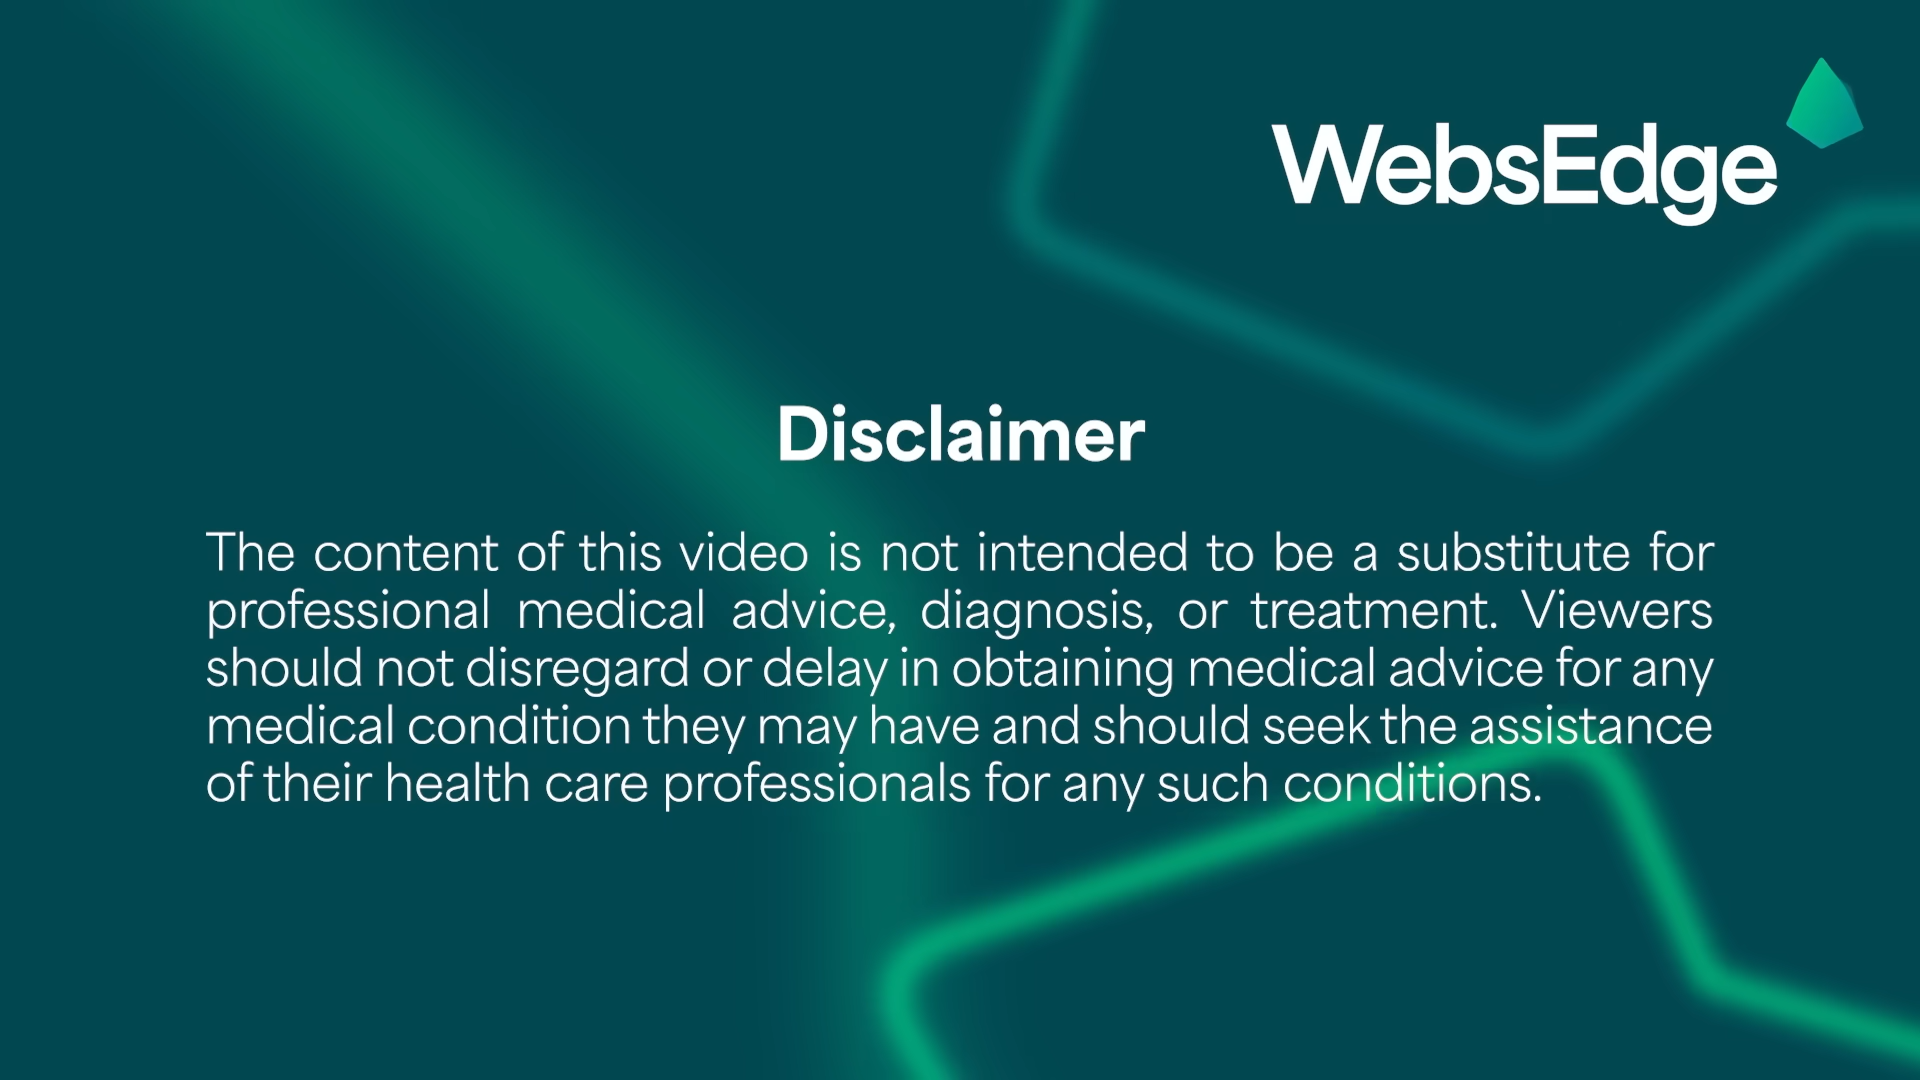 WebsEdge
Disclaimer
The content of this video is not intended to be a substitute for
professional medical advice, diagnosis, or treatment. Viewers
should not disregard or delay in obtaining medical advice for any
medical condition they may have and should seek the assistance
of their health care professionals for any such conditions.